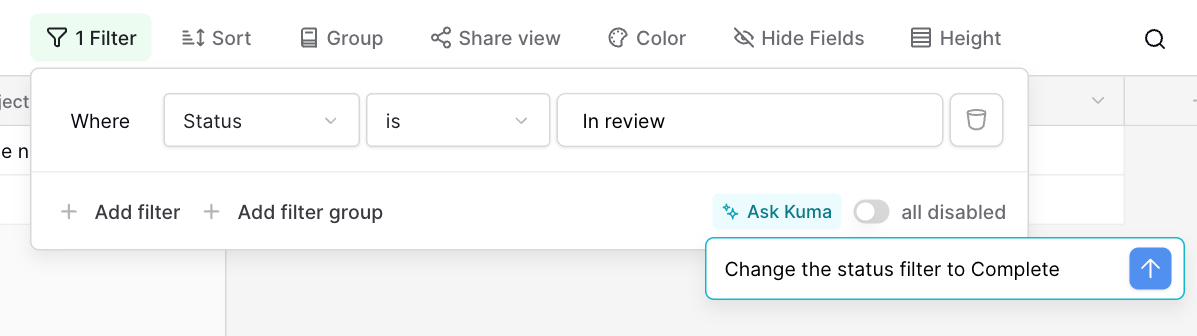 1 Filter Sort Group Share view Color Hide Fields Height
ject
Where Status is In review
e n
Add filter Add filter group Ask Kuma all disabled
Change the status filter to Complete